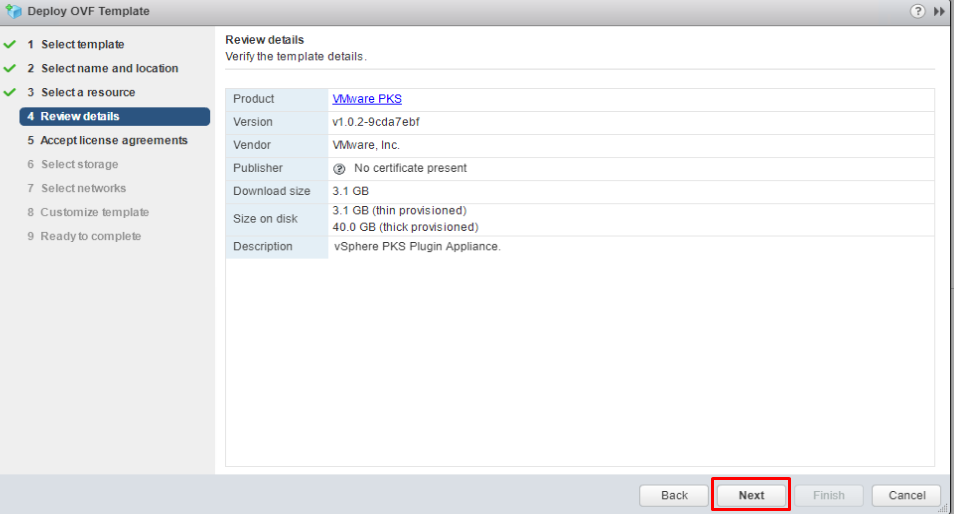 Deploy OVF Template
?
1 Select template
2 Select name and location
3 Select a resource
4 Review details
5 Accept license agreements
6 Select storage
7 Select networks
8 Customize template
9 Ready to complete
Review details
Verify the template details.
Product VMware PKS
Version v1.0.2-9cda7ebf
Vendor VMware, Inc.
Publisher ? No certificate present
Download size 3.1 GB
Size on disk 3.1 GB (thin provisioned)
40.0 GB (thick provisioned)
Description vSphere PKS Plugin Appliance.
Back Next Finish Cancel